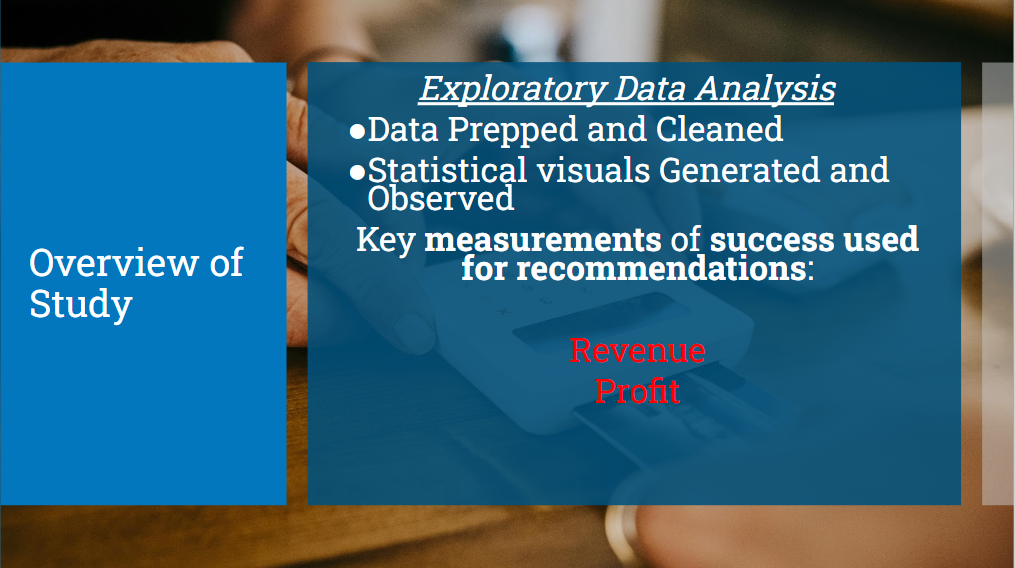 Overview of
Study
Exploratory Data Analysis
●Data Prepped and Cleaned
●Statistical visuals Generated and
Observed
Key measurements of success used
for recommendations:
Revenue
Profit